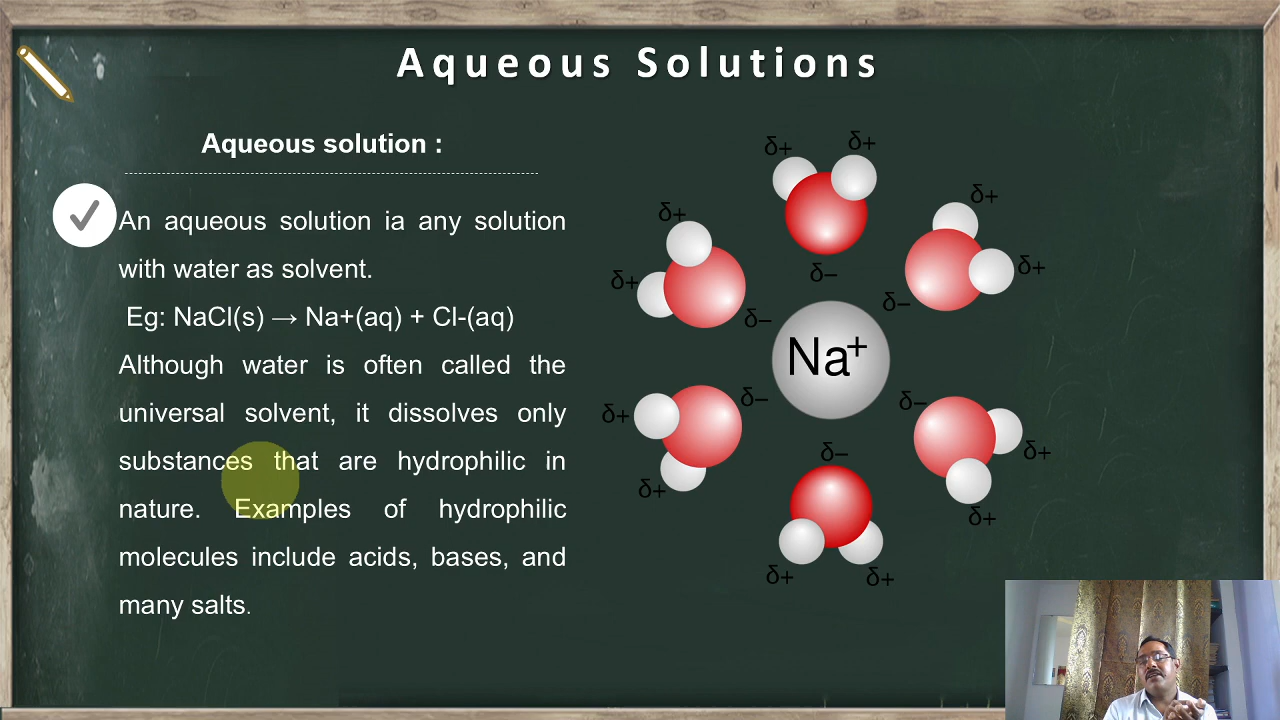 Aqueous Solutions
Aqueous solution :
An aqueous solution ia any solution
with water as solvent.
Eg: NaCl(s) → Na+(aq) + Cl-(aq)
Although water is often called the
universal solvent, it dissolves only
substances that are hydrophilic in
nature. Examples of hydrophilic
molecules include acids, bases, and
many salts.
δ+ δ+
δ−
δ+
δ+
δ−
δ+
δ+
δ−
Na+
δ+
δ+
δ−
δ−
δ+
δ+
δ−
δ+
δ+